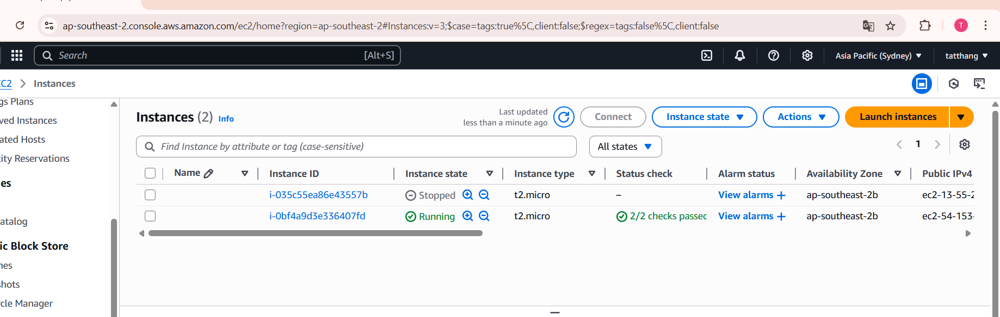 ap-southeast-2.console.aws.amazon.com/ec2/home?region=ap-southeast-2#Instances:v=3;$case=tags:true%5C,client:false;$regex=tags:false%5C,client:false
T
Search [Alt+S]
Asia Pacific (Sydney)
tatthang
EC2 Instances
gs Plans
ved Instances
ated Hosts
ity Reservations
es
atalog
ic Block Store
nes
shots
cle Manager
Instances (2) Info
Last updated
less than a minute ago
Connect
Instance state
Actions
Launch instances
Find Instance by attribute or tag (case-sensitive)
All states
1
Name Instance ID Instance state Instance type Status check Alarm status Availability Zone Public IPv4
i-035c55ea86e43557b Stopped t2.micro – View alarms + ap-southeast-2b ec2-13-55-2
i-0bf4a9d3e336407fd Running t2.micro 2/2 checks passed View alarms + ap-southeast-2b ec2-54-153-